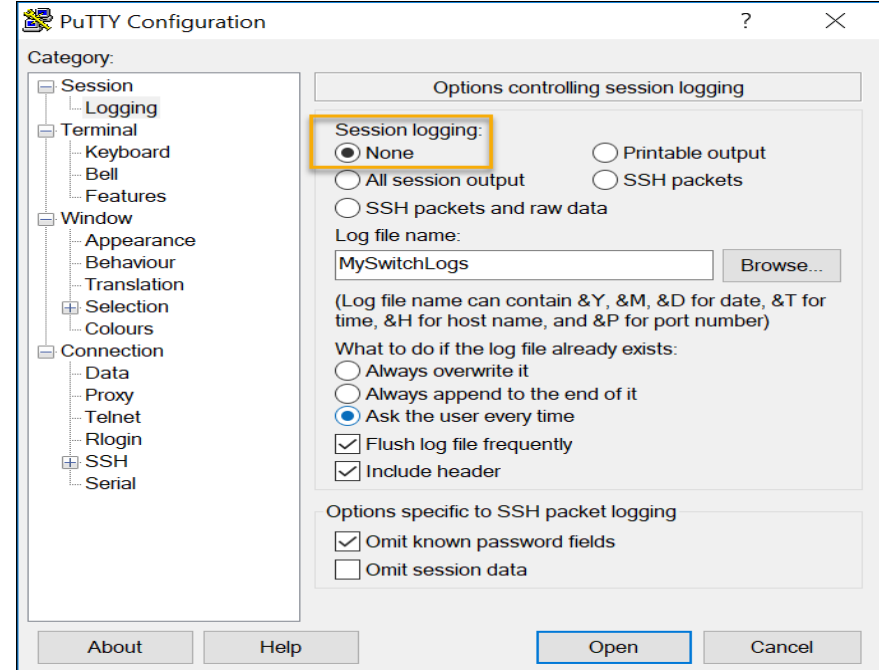 PuTTY Configuration
?
Category:
Session
Logging
Terminal
Keyboard
Bell
Features
Window
Appearance
Behaviour
Translation
Selection
Colours
Connection
Data
Proxy
Telnet
Rlogin
SSH
Serial
Options controlling session logging
Session logging:
None
Printable output
All session output
SSH packets
SSH packets and raw data
Log file name:
MySwitchLogs
Browse...
(Log file name can contain &Y, &M, &D for date, &T for
time, &H for host name, and &P for port number)
What to do if the log file already exists:
Always overwrite it
Always append to the end of it
Ask the user every time
Flush log file frequently
Include header
Options specific to SSH packet logging
Omit known password fields
Omit session data
About
Help
Open
Cancel